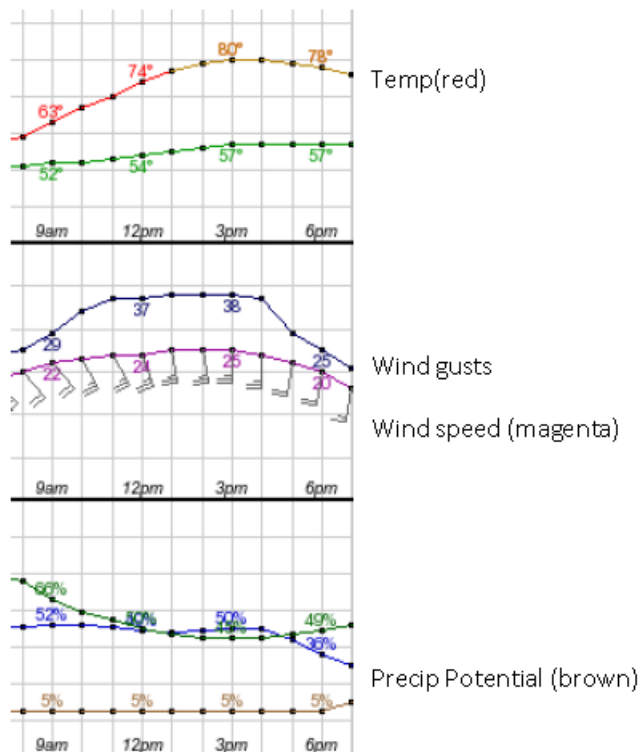 80°
78°
74°
Temp(red)
63°
57° 57°
54°
52°
9am 12pm 3pm 6pm
37 38
29
25
Wind gusts
22 24 25
20
Wind speed (magenta)
9am 12pm 3pm 6pm
66%
52% 50% 49%
36%
Precip Potential (brown)
5% 5% 5% 5%
9am 12pm 3pm 6pm